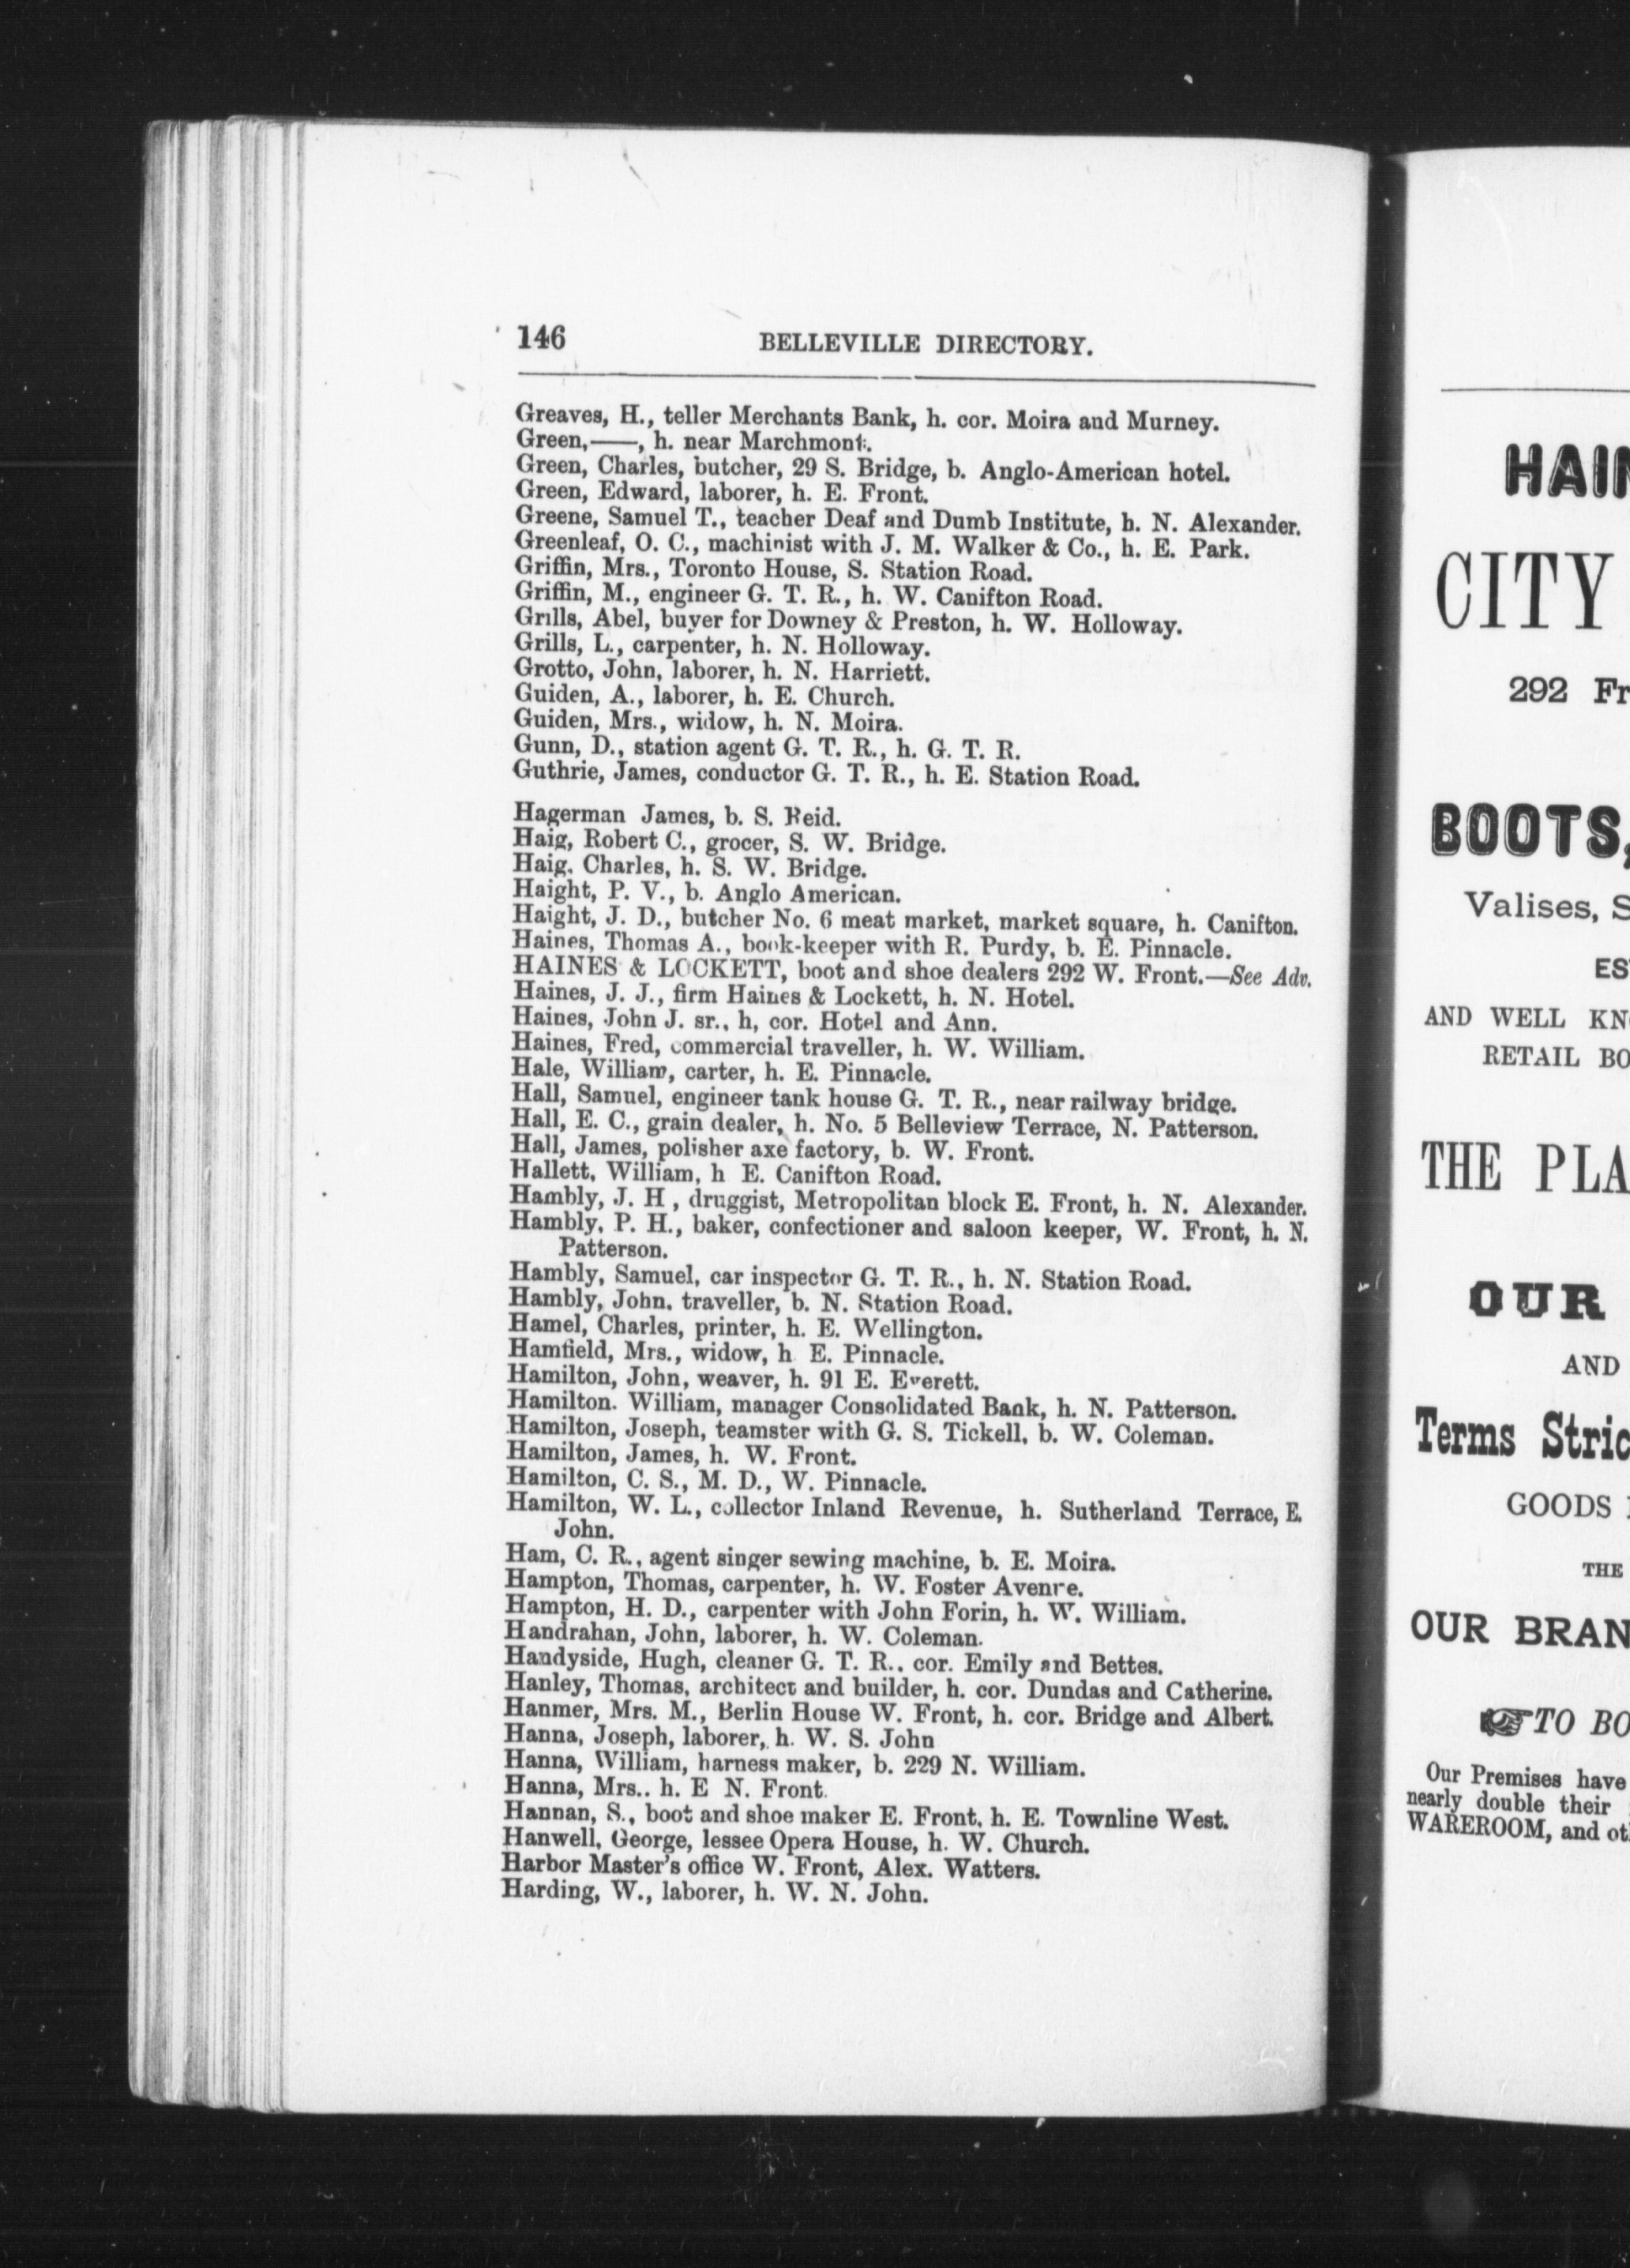 146 BELLEVILLE DIRECTORY.
Greaves, H., teller Merchants Bank, h. cor. Moira and Murney.
Green,——, h. near Marchmont.
Green, Charles, butcher, 29 S. Bridge, b. Anglo-American hotel.
Green, Edward, laborer, h. E. Front.
Greene, Samuel T., teacher Deaf and Dumb Institute, h. N. Alexander.
Greenleaf, O. C., machinist with J. M. Walker & Co., h. E. Park.
Griffin, Mrs., Toronto House, S. Station Road.
Griffin, M., engineer G. T. R., h. W. Canifton Road.
Grills, Abel, buyer for Downey & Preston, h. W. Holloway.
Grills, L., carpenter, h. N. Holloway.
Grotto, John, laborer, h. N. Harriett.
Guiden, A., laborer, h. E. Church.
Guiden, Mrs., widow, h. N. Moira.
Gunn, D., station agent G. T. R., h. G. T. R.
Guthrie, James, conductor G. T. R., h. E. Station Road.
Hagerman James, b. S. Reid.
Haig, Robert C., grocer, S. W. Bridge.
Haig. Charles, h. S. W. Bridge.
Haight, P. V., b. Anglo American.
Haight, J. D., butcher No. 6 meat market, market square, h. Canifton.
Haines, Thomas A., book-keeper with R. Purdy, b. E. Pinnacle.
HAINES & LOCKETT, boot and shoe dealers 292 W. Front.—See Adv.
Haines, J. J., firm Haines & Lockett, h. N. Hotel.
Haines, John J. sr., h, cor. Hotel and Ann.
Haines, Fred, commercial traveller, h. W. William.
Hale, William, carter, h. E. Pinnacle.
Hall, Samuel, engineer tank house G. T. R., near railway bridge.
Hall, E. C., grain dealer, h. No. 5 Belleview Terrace, N. Patterson.
Hall, James, polisher axe factory, b. W. Front.
Hallett, William, h E. Canifton Road.
Hambly, J. H , druggist, Metropolitan block E. Front, h. N. Alexander.
Hambly, P. H., baker, confectioner and saloon keeper, W. Front, h. N.
Patterson.
Hambly, Samuel, car inspector G. T. R., h. N. Station Road.
Hambly, John. traveller, b. N. Station Road.
Hamel, Charles, printer, h. E. Wellington.
Hamfield, Mrs., widow, h E. Pinnacle.
Hamilton, John, weaver, h. 91 E. Everett.
Hamilton. William, manager Consolidated Bank, h. N. Patterson.
Hamilton, Joseph, teamster with G. S. Tickell, b. W. Coleman.
Hamilton, James, h. W. Front.
Hamilton, C. S., M. D., W. Pinnacle.
Hamilton, W. L., collector Inland Revenue, h. Sutherland Terrace, E.
John.
Ham, C. R., agent singer sewing machine, b. E. Moira.
Hampton, Thomas, carpenter, h. W. Foster Avenre.
Hampton, H. D., carpenter with John Forin, h. W. William.
Handrahan, John, laborer, h. W. Coleman.
Handyside, Hugh, cleaner G. T. R.. cor. Emily and Bettes.
Hanley, Thomas, architect and builder, h. cor. Dundas and Catherine.
Hanmer, Mrs. M., Berlin House W. Front, h. cor. Bridge and Albert.
Hanna, Joseph, laborer, h. W. S. John
Hanna, William, harness maker, b. 229 N. William.
Hanna, Mrs.. h. E N. Front.
Hannan, S., boot and shoe maker E. Front, h. E. Townline West.
Hanwell, George, lessee Opera House, h. W. Church.
Harbor Master's office W. Front, Alex. Watters.
Harding, W., laborer, h. W. N. John.
HAIN
CITY
292 Fr
BOOTS,
Valises, S
ES
AND WELL KN
RETAIL BO
THE PLA
OUR
AND
Terms Stric
GOODS
THE
OUR BRAN
☞TO BO
Our Premises have
nearly double their
WAREROOM, and ot